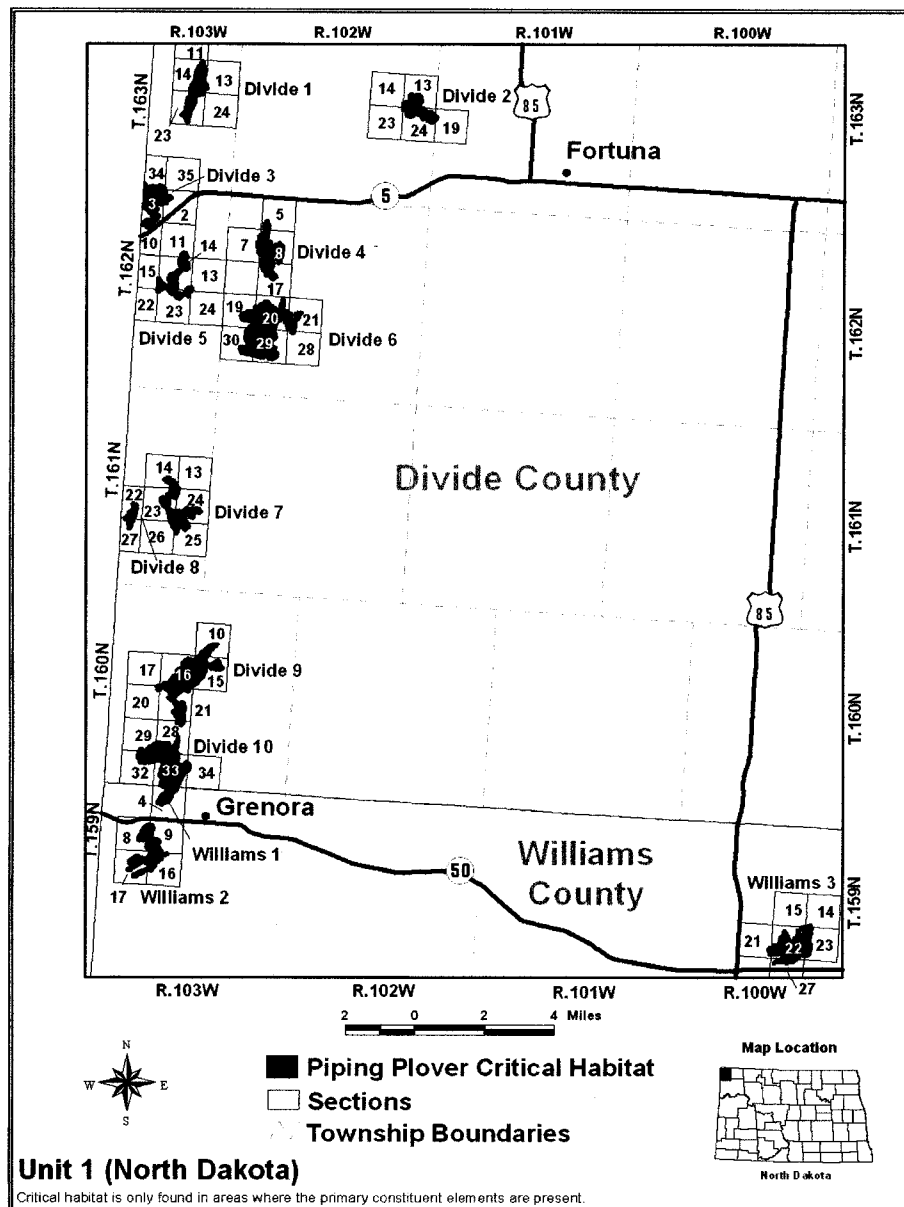 R.103W R.102W R.101W R.100W
T.163N
11
14 13
Divide 1
24
23
14 13
Divide 2
23 24 19
85
T.163N
Fortuna
34 35
Divide 3
3
2
5
5
T.162N
10 11 14
7 8
Divide 4
15 13
17
22 23 24
19 20 21
Divide 5
30 29 28
Divide 6
T.162N
T.161N
14 13
22 23 24
Divide 7
27 26 25
Divide 8
Divide County
T.161N
85
T.160N
10
17 16
Divide 9
15
20 21
29 28
Divide 10
32 33 34
T.160N
4
Grenora
T.159N
8 9
Williams 1
16
17
Williams 2
50
Williams
County
Williams 3
15 14
21 22 23
27
T.159N
R.103W R.102W R.101W R.100W
2 0 2 4 Miles
N
W E
S
Piping Plover Critical Habitat
Sections
Township Boundaries
Map Location
North Dakota
Unit 1 (North Dakota)
Critical habitat is only found in areas where the primary constituent elements are present.